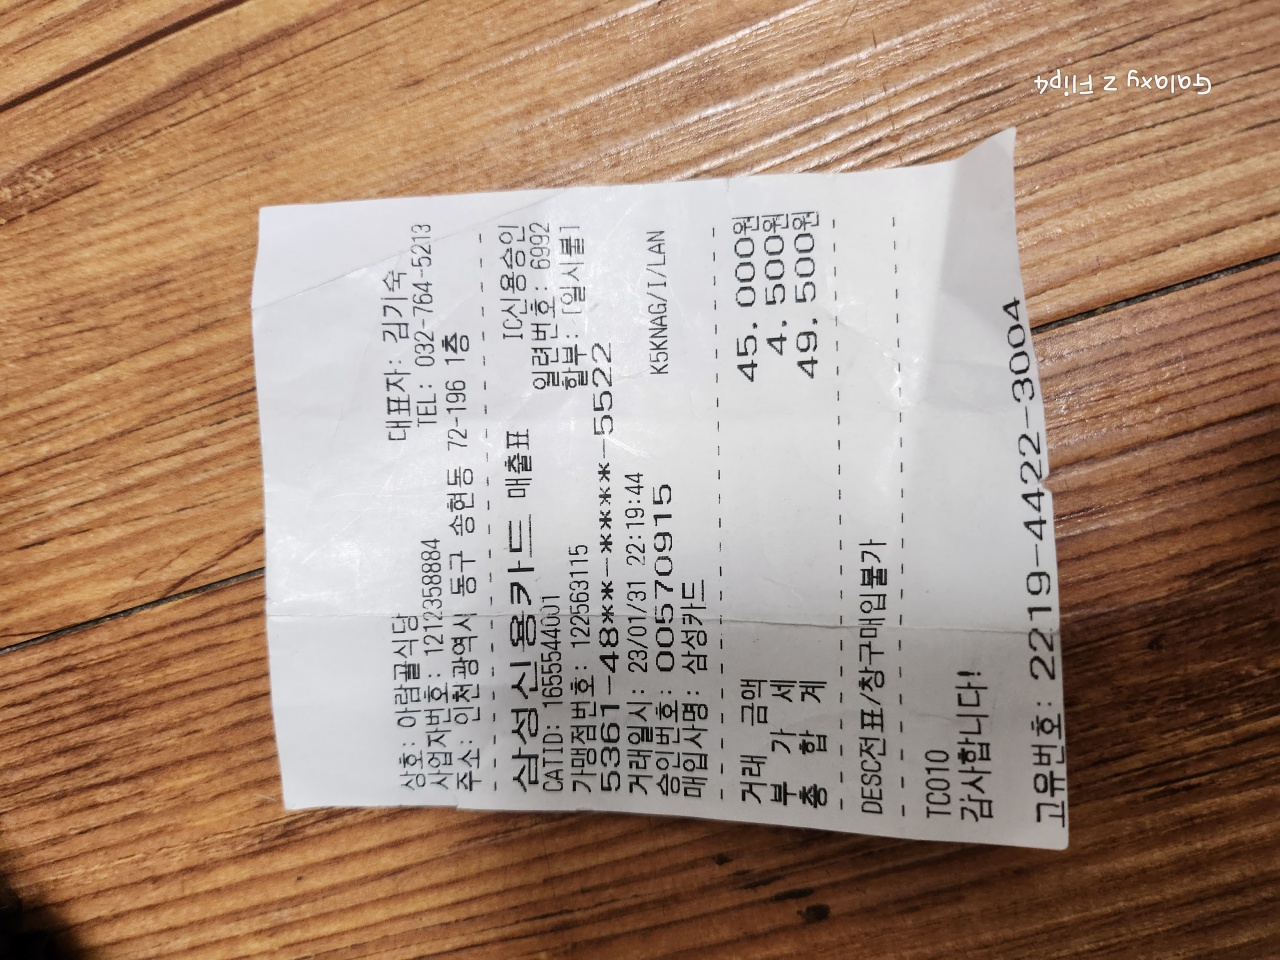 상호: 아람골식당 대표자: 김기숙
사업자번호: 1212358884 TEL: 032-764-5213
주소: 인천광역시 동구 송현동 72-196 1층
삼성신용카드 매출표 IC신용승인
CATID: 1655544001 일련번호: 6992
가맹점번호: 122563115 할부: [일시불]
5361-48**-****-5522
거래일시: 23/01/31 22:19:44
승인번호: 00570915 K5KNAG/I/LAN
매입사명: 삼성카드
거래 금액 45,000원
부 가 세 4,500원
총 합 계 49,500원
DESC전표/창구매입불가
TC010
감사합니다!
고유번호: 2219-4422-3004
Galaxy Z Flip4